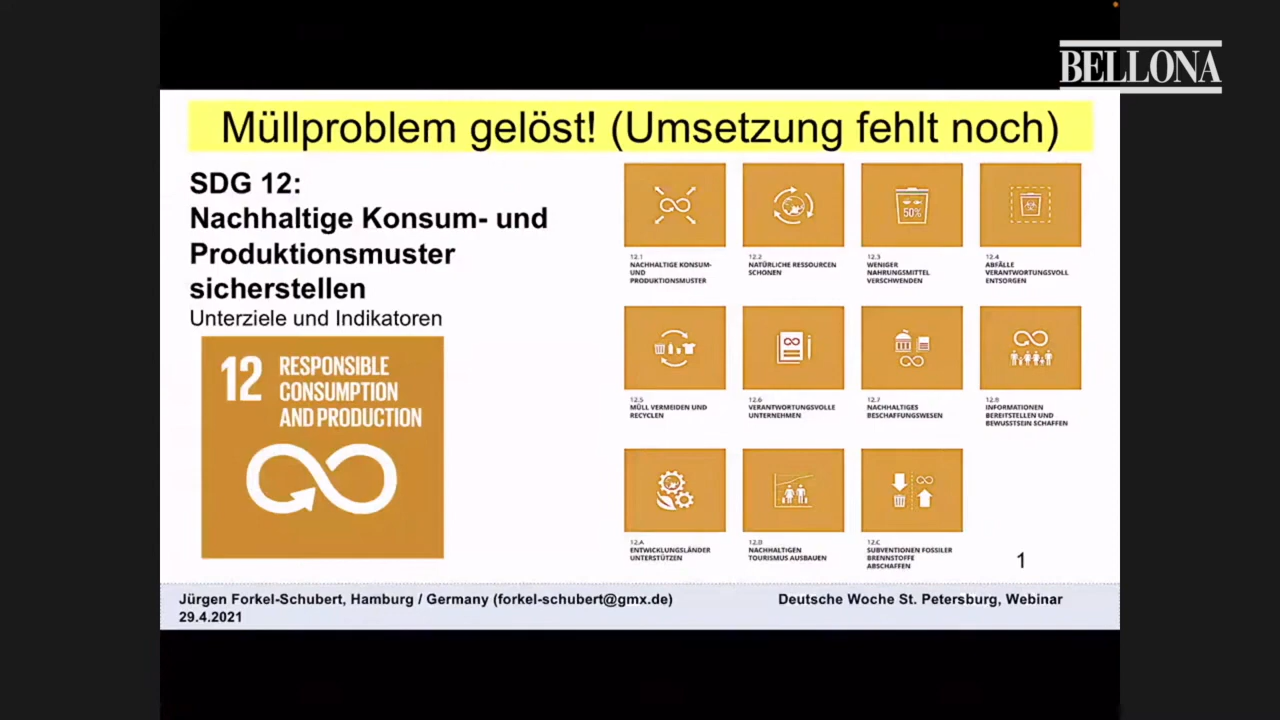 BELLONA
Müllproblem gelöst! (Umsetzung fehlt noch)
SDG 12:
Nachhaltige Konsum- und
Produktionsmuster
sicherstellen
Unterziele und Indikatoren
12 RESPONSIBLE
CONSUMPTION
AND PRODUCTION
12.1
NACHHALTIGE KONSUM-
UND
PRODUKTIONSMUSTER
12.2
NATÜRLICHE RESSOURCEN
SCHONEN
50%
12.3
WENIGER
NAHRUNGSMITTEL
VERSCHWENDEN
12.4
ABFÄLLE
VERANTWORTUNGSVOLL
ENTSORGEN
12.5
MÜLL VERMEIDEN UND
RECYCLEN
12.6
VERANTWORTUNGSVOLLE
UNTERNEHMEN
12.7
NACHHALTIGES
BESCHAFFUNGSWESEN
12.8
INFORMATIONEN
BEREITSTELLEN UND
BEWUSSTSEIN SCHAFFEN
12.A
ENTWICKLUNGSLÄNDER
UNTERSTÜTZEN
12.B
NACHHALTIGEN
TOURISMUS AUSBAUEN
12.C
SUBVENTIONEN FOSSILER
BRENNSTOFFE
ABSCHAFFEN
1
Jürgen Forkel-Schubert, Hamburg / Germany (forkel-schubert@gmx.de)
29.4.2021
Deutsche Woche St. Petersburg, Webinar